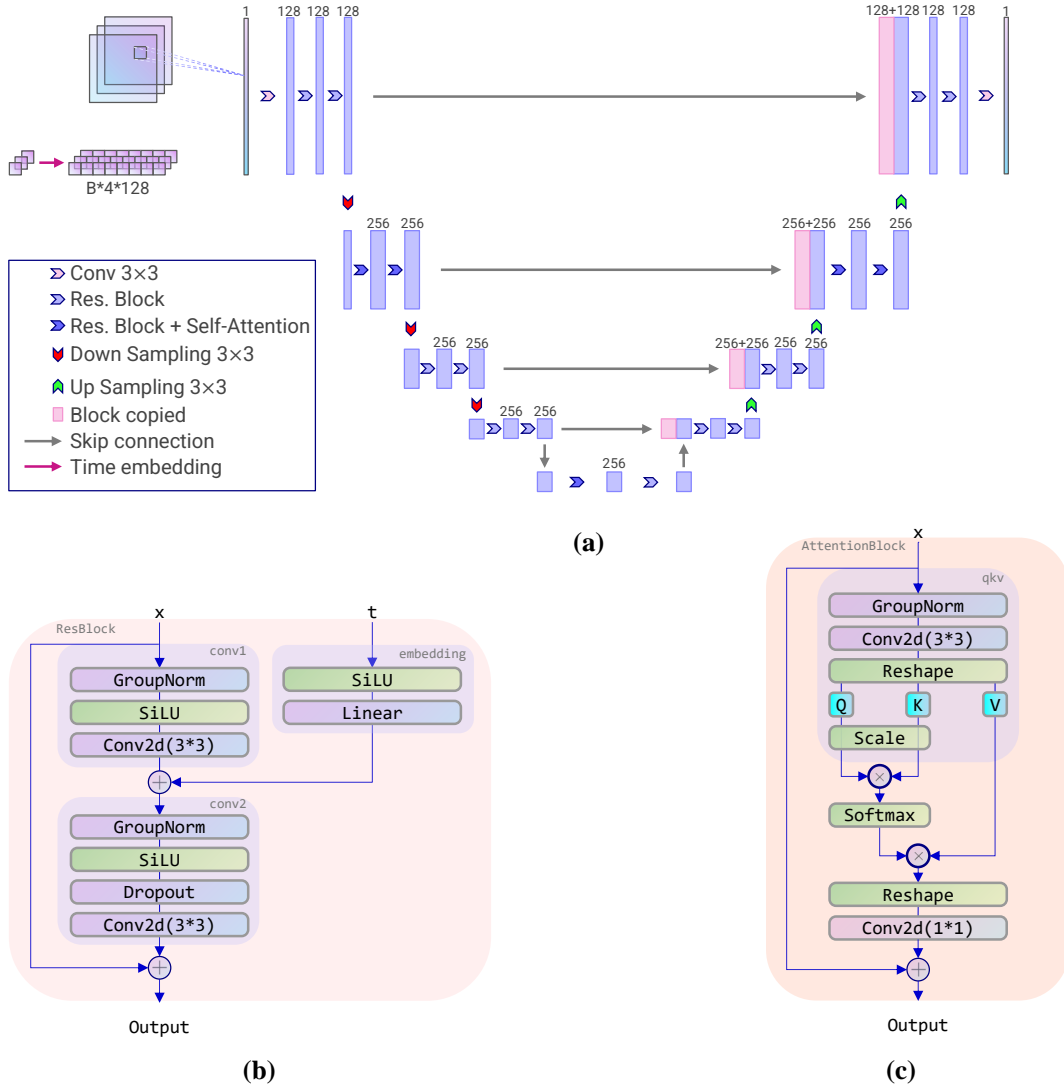 1 128 128 128 128+128 128 128 1
B*4*128
256 256 256+256 256 256
Conv 3×3
Res. Block
Res. Block + Self-Attention
Down Sampling 3×3
Up Sampling 3×3
Block copied
Skip connection
Time embedding
256 256 256+256 256 256
256 256
256
(a)
x t
ResBlock
conv1 embedding
GroupNorm SiLU
SiLU Linear
Conv2d(3*3)
+
conv2
GroupNorm
SiLU
Dropout
Conv2d(3*3)
+
Output
(b)
x
AttentionBlock
qkv
GroupNorm
Conv2d(3*3)
Reshape
Q K V
Scale
×
Softmax
×
Reshape
Conv2d(1*1)
+
Output
(c)